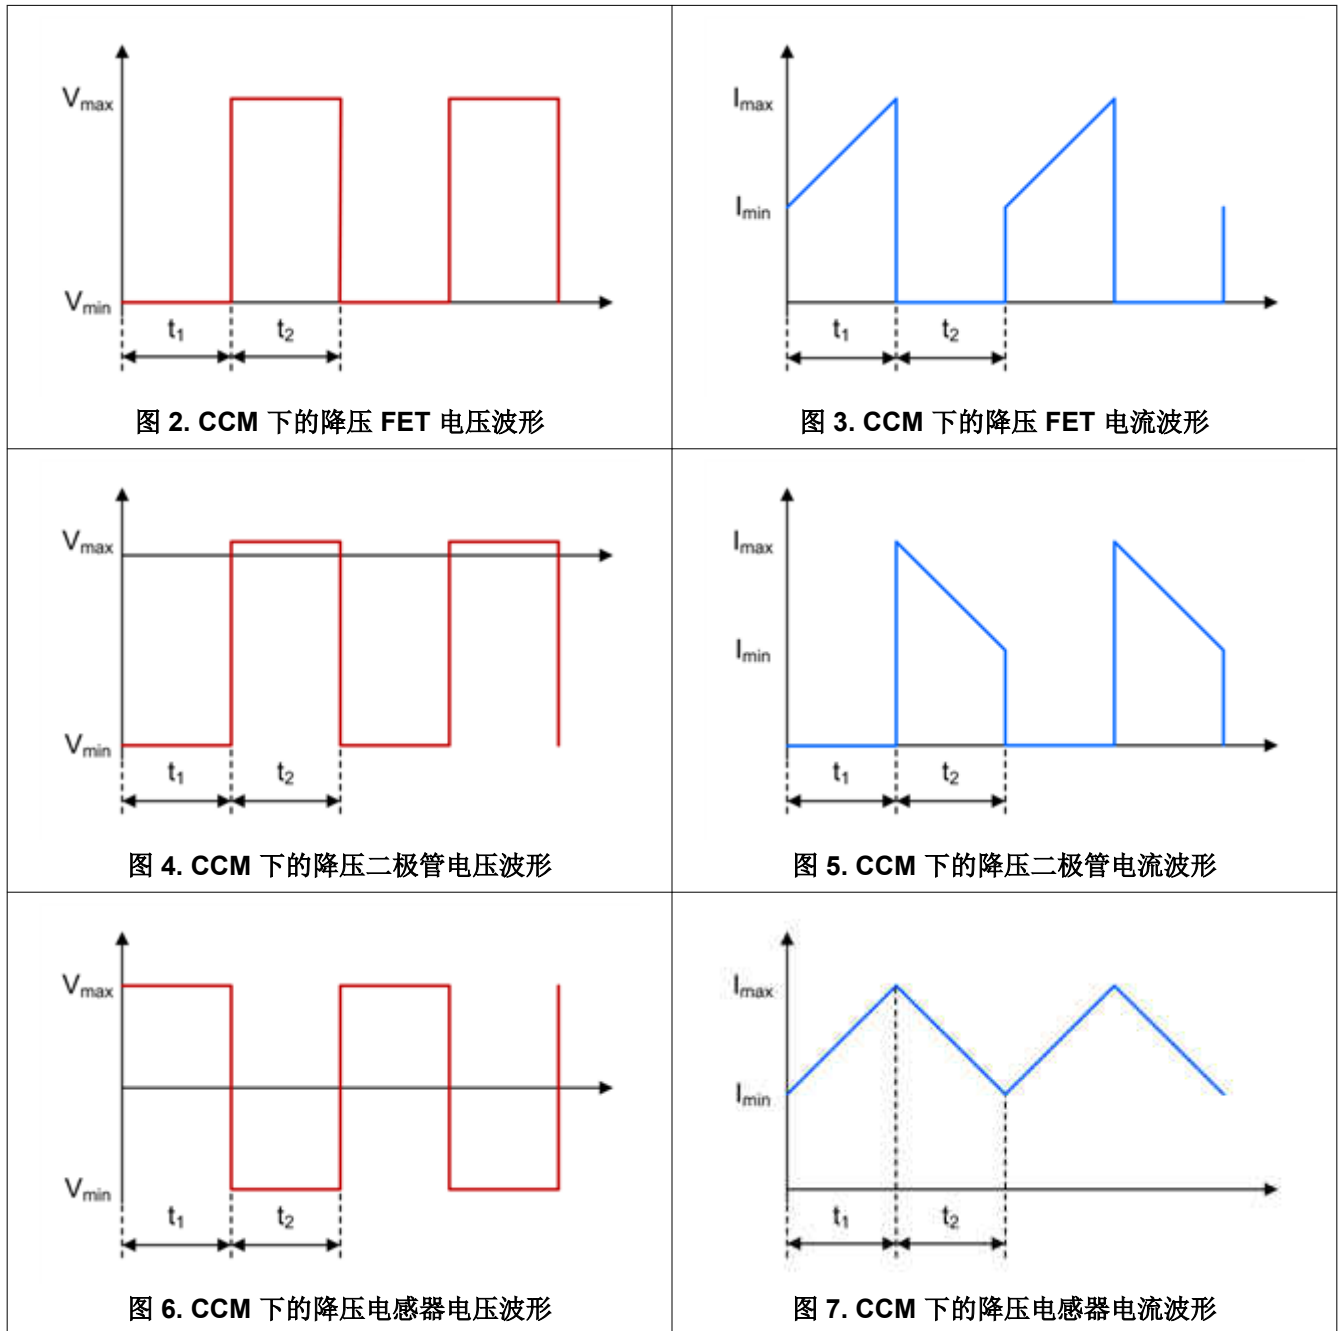 Vmax
Vmin
t1 t2
图 2. CCM 下的降压 FET 电压波形
Imax
Imin
t1 t2
图 3. CCM 下的降压 FET 电流波形
Vmax
Vmin
t1 t2
图 4. CCM 下的降压二极管电压波形
Imax
Imin
t1 t2
图 5. CCM 下的降压二极管电流波形
Vmax
Vmin
t1 t2
图 6. CCM 下的降压电感器电压波形
Imax
Imin
t1 t2
图 7. CCM 下的降压电感器电流波形